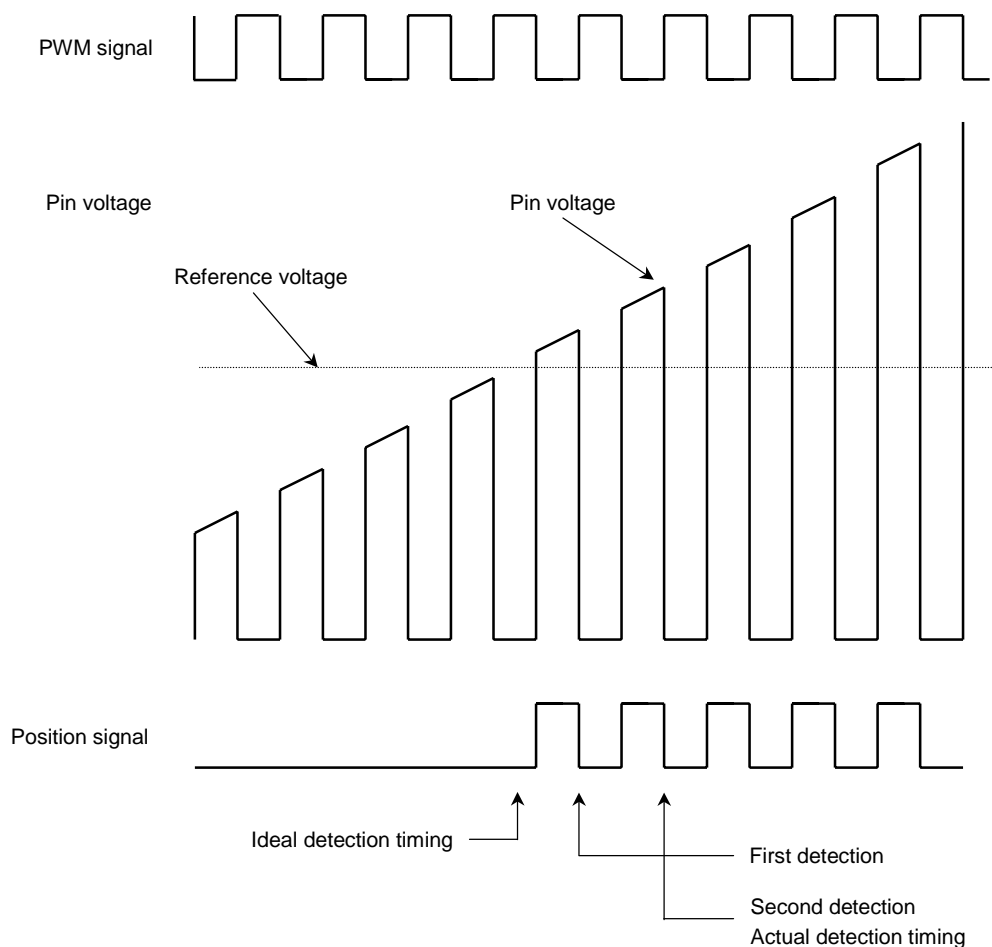 PWM signal
Pin voltage
Pin voltage
Reference voltage
Position signal
Ideal detection timing
First detection
Second detection
Actual detection timing